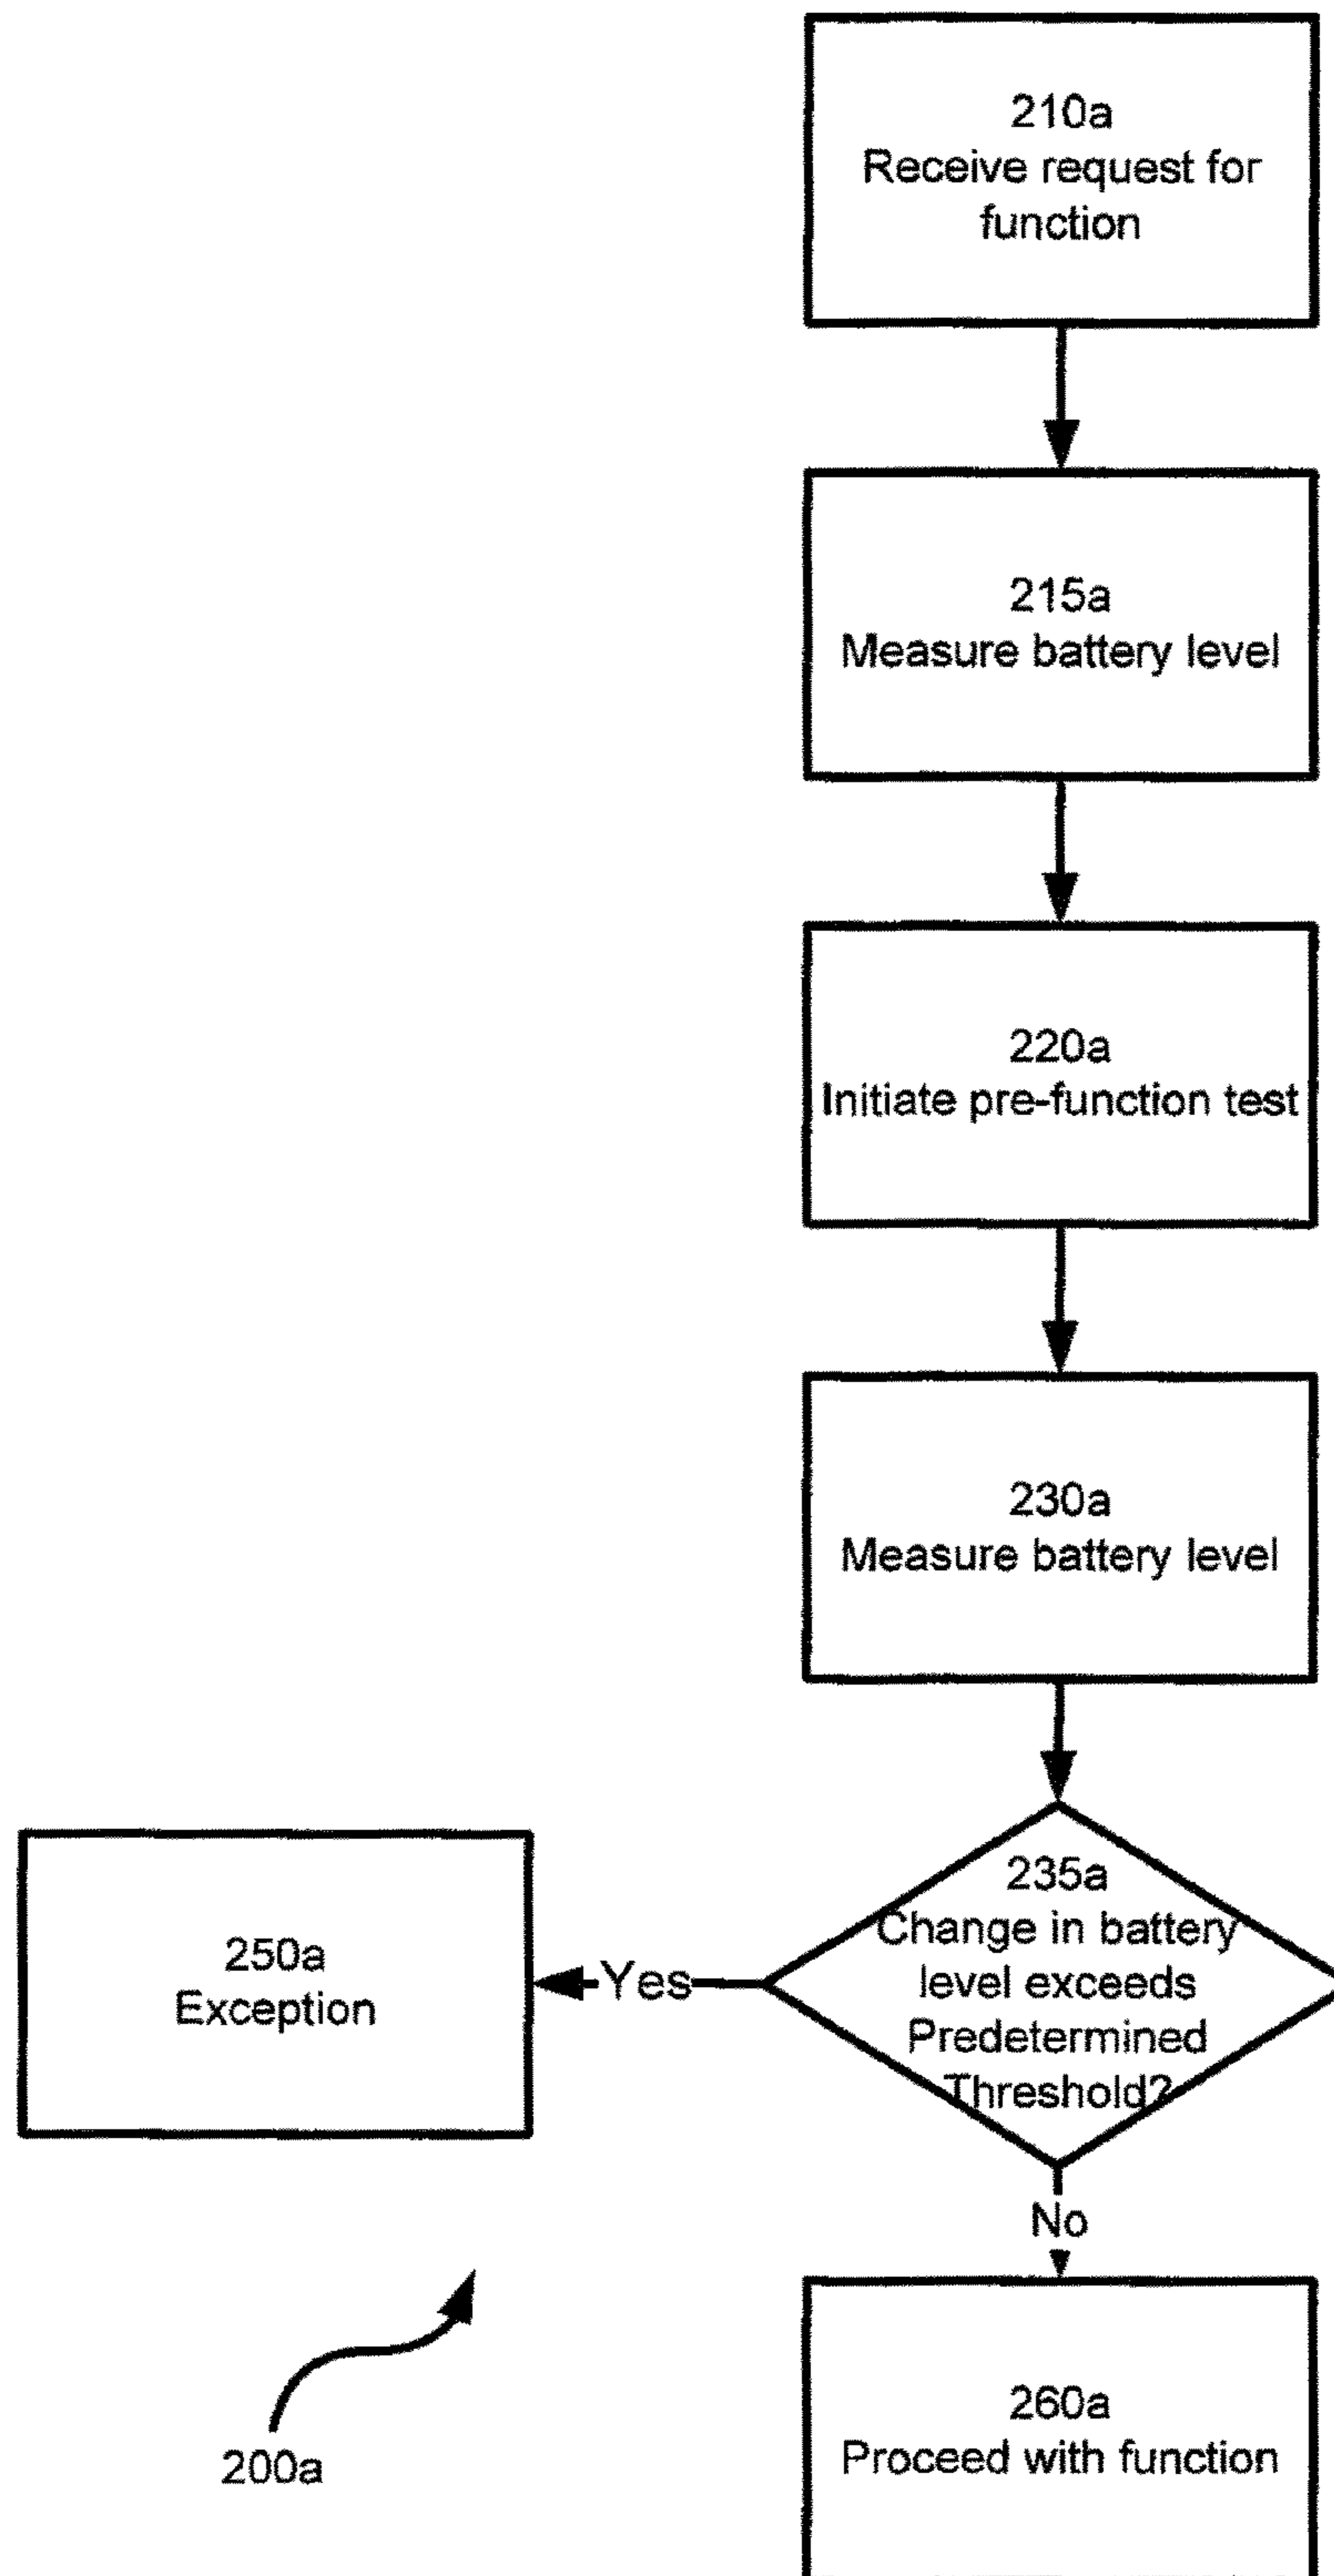 210a
Receive request for
function
215a
Measure battery level
220a
Initiate pre-function test
230a
Measure battery level
235a
Change in battery
level exceeds
Predetermined
Threshold?
Yes
250a
Exception
No
260a
Proceed with function
200a